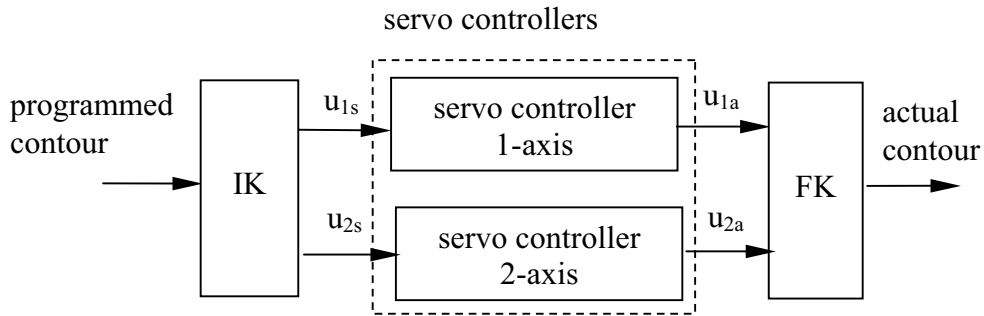 servo controllers
programmed
contour
IK
u1s
servo controller
1-axis
u1a
u2s
servo controller
2-axis
u2a
FK
actual
contour